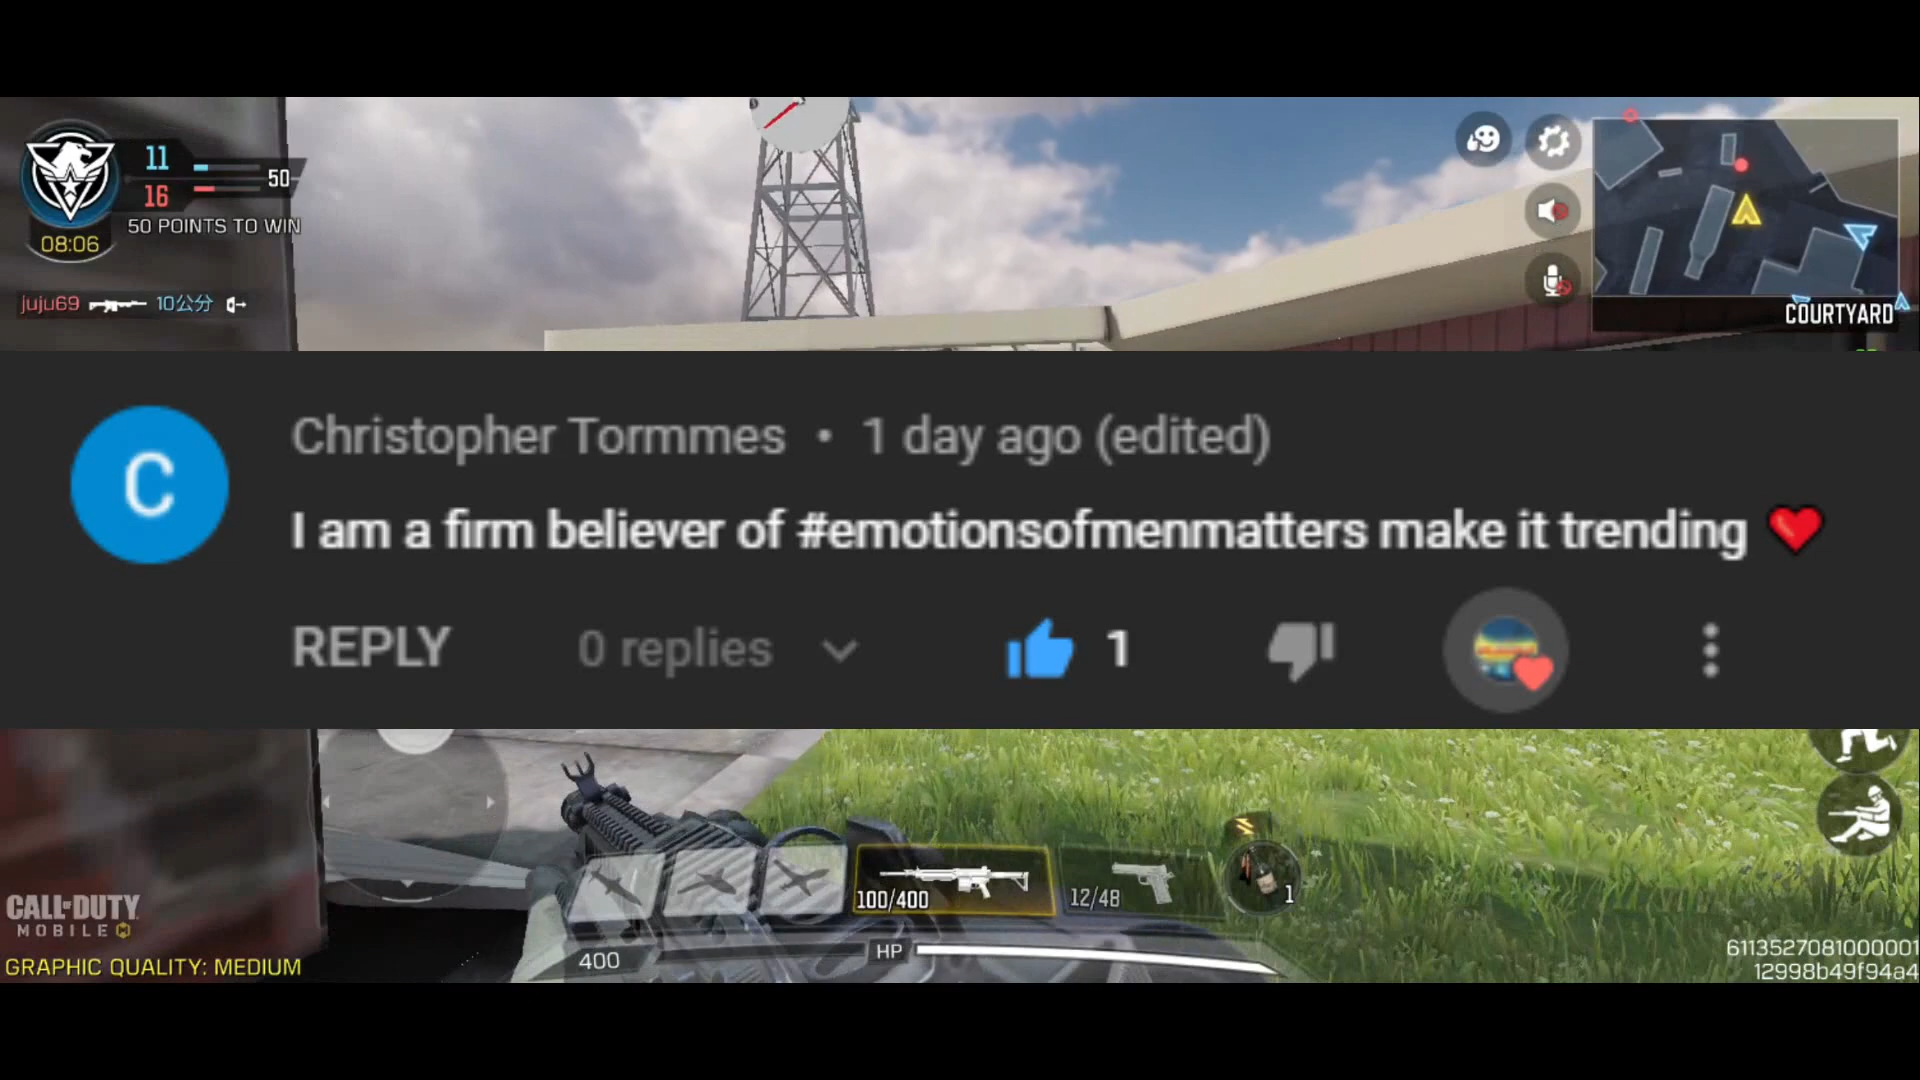 11
16
50
50 POINTS TO WIN
08:06
juju69 10公分
COURTYARD
C
Christopher Tormmes • 1 day ago (edited)
I am a firm believer of #emotionsofmenmatters make it trending ❤️
REPLY 0 replies 1
100/400
12/48
1
400
HP
CALL OF DUTY
MOBILE
GRAPHIC QUALITY: MEDIUM
6113527081000001
12998b49f94a4